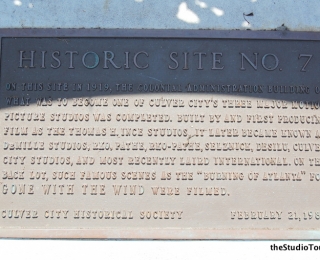 HISTORIC SITE NO 7
ON THIS SITE IN 1919, THE COLONIAL ADMINISTRATION BUILDING OF
WHAT WAS TO BECOME ONE OF CULVER CITY'S THREE MAJOR MOTION
PICTURE STUDIOS WAS COMPLETED. BUILT BY AND FIRST PRODUCING
FILM AS THE THOMAS H. INCE STUDIOS, IT LATER BECAME KNOWN AS
DEMILLE STUDIOS, RKO, PATHE, RKO-PATHE, SELZNICK, DESILU, CULVER
CITY STUDIOS, AND MOST RECENTLY LAIRD INTERNATIONAL. ON THE
BACK LOT, SUCH FAMOUS SCENES AS THE "BURNING OF ATLANTA" FOR
GONE WITH THE WIND WERE FILMED.
CULVER CITY HISTORICAL SOCIETY FEBRUARY 21, 198
theStudioTou